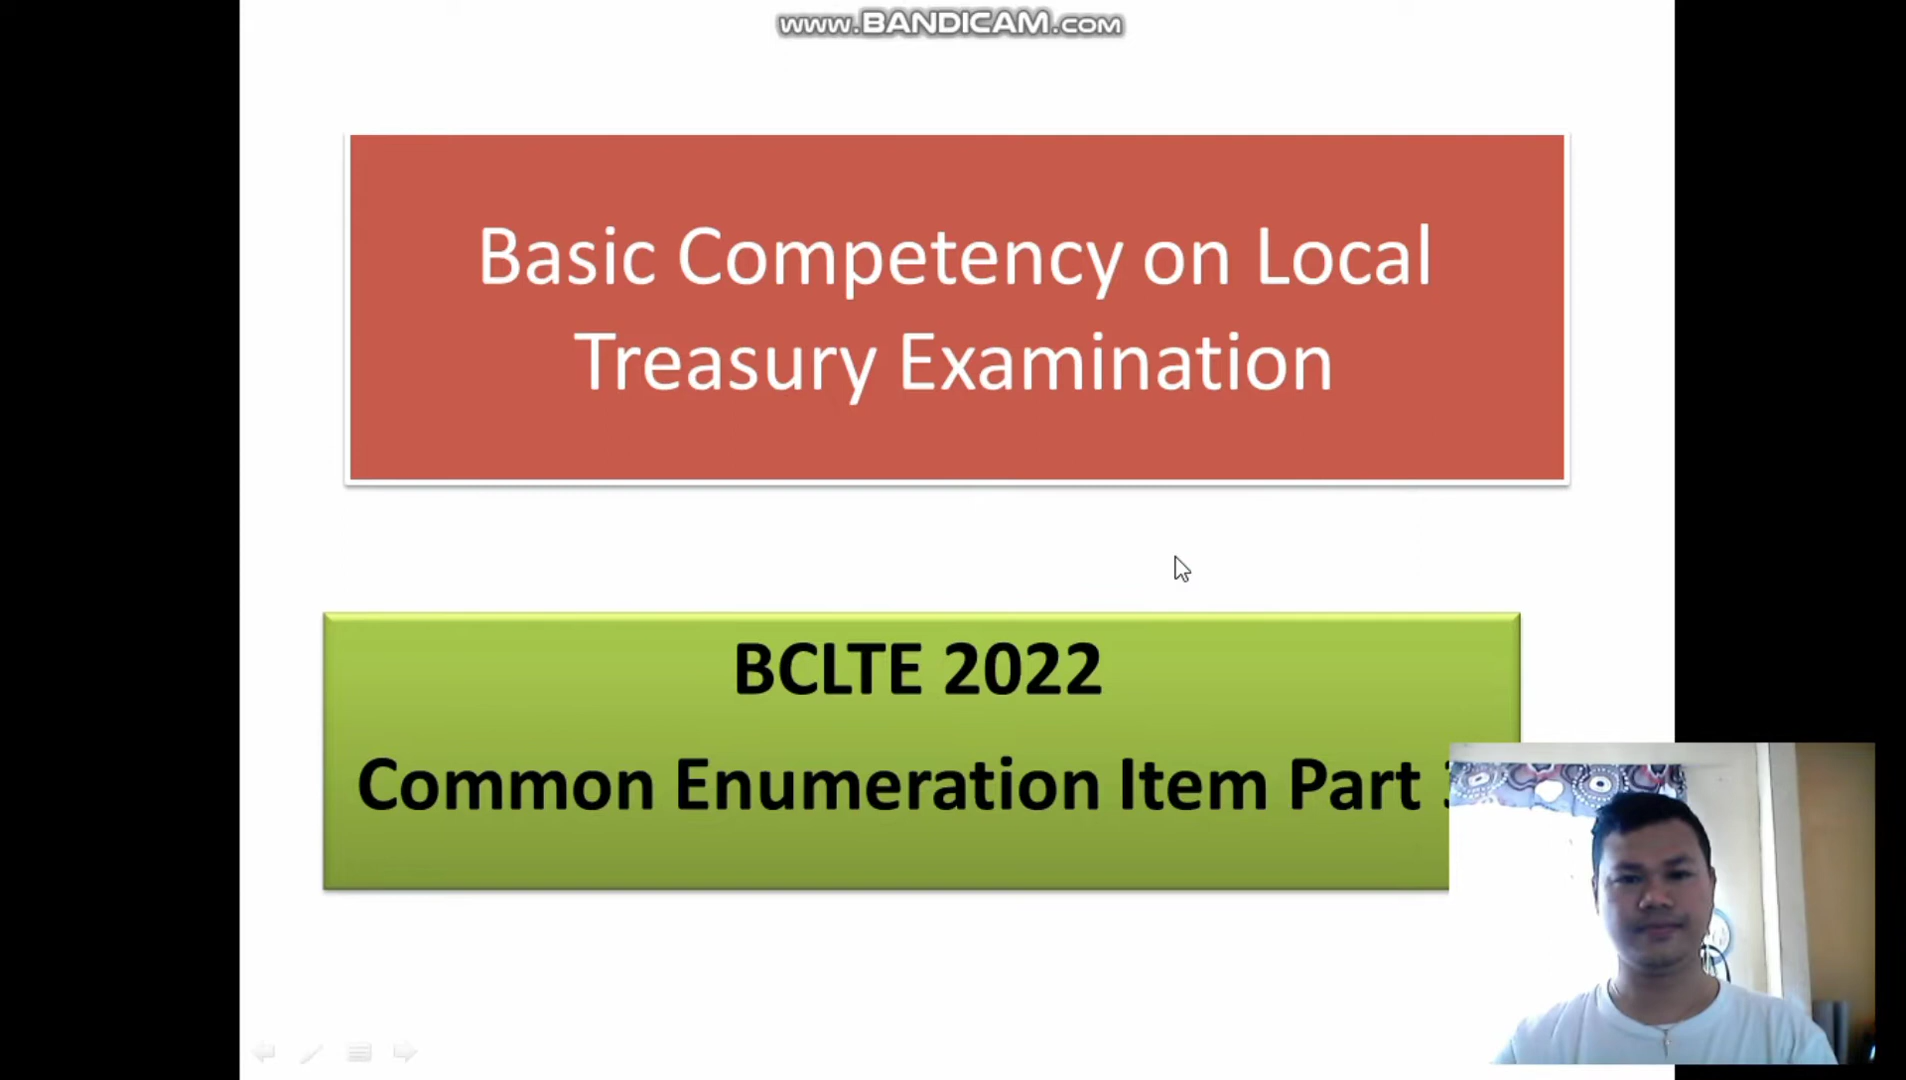 www.BANDICAM.com
Basic Competency on Local
Treasury Examination
BCLTE 2022
Common Enumeration Item Part